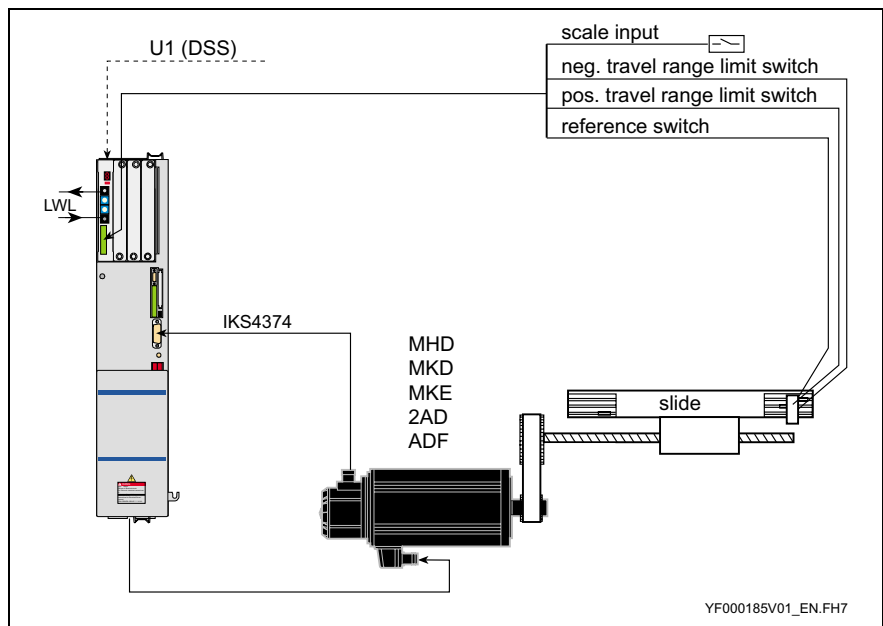 U1 (DSS)
scale input
neg. travel range limit switch
pos. travel range limit switch
reference switch
LWL
IKS4374
MHD
MKD
MKE
2AD
ADF
slide
YF000185V01_EN.FH7